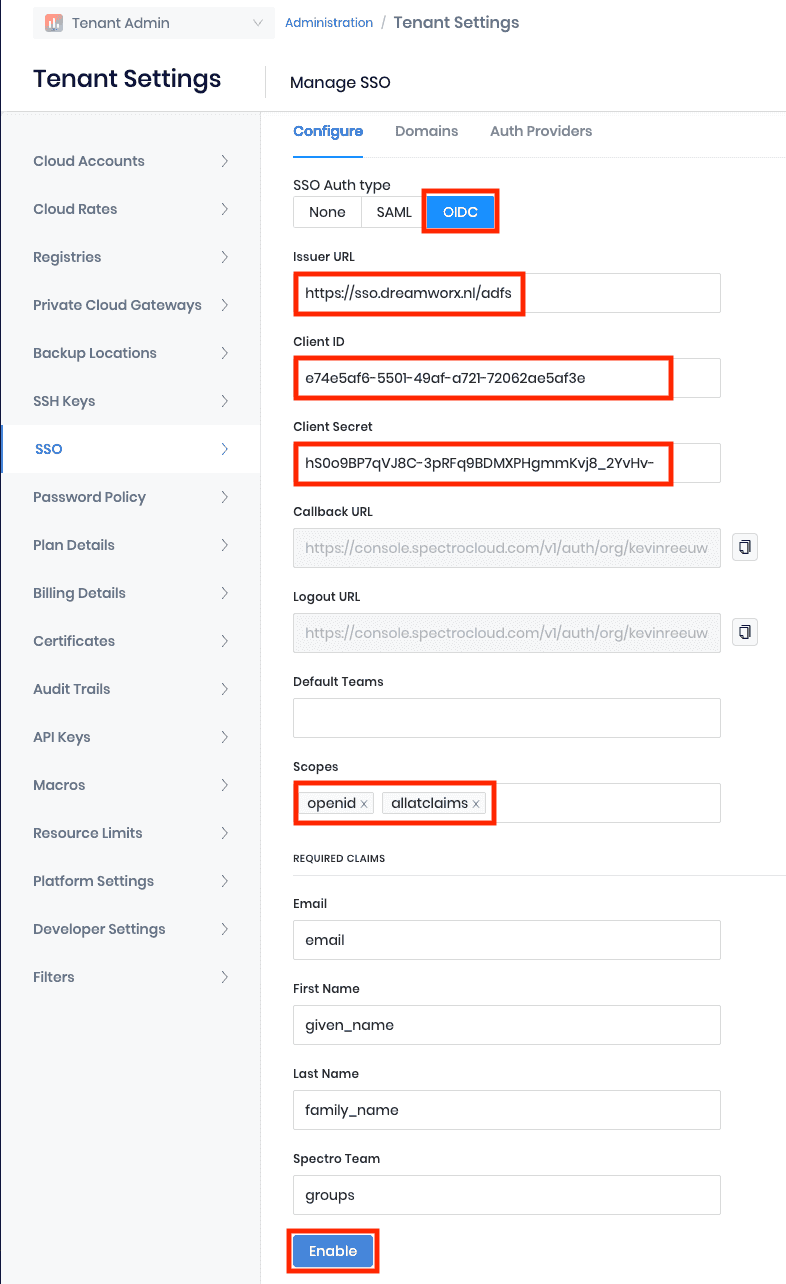 Tenant Admin
Administration / Tenant Settings
Tenant Settings
Manage SSO
Cloud Accounts
Cloud Rates
Registries
Private Cloud Gateways
Backup Locations
SSH Keys
SSO
Password Policy
Plan Details
Billing Details
Certificates
Audit Trails
API Keys
Macros
Resource Limits
Platform Settings
Developer Settings
Filters
Configure Domains Auth Providers
SSO Auth type
None SAML OIDC
Issuer URL
https://sso.dreamworx.nl/adfs
Client ID
e74e5af6-5501-49af-a721-72062ae5af3e
Client Secret
hS0o9BP7qVJ8C-3pRFq9BDMXPHgmmKvj8_2YvHv-
Callback URL
https://console.spectrocloud.com/v1/auth/org/kevinreeuw
Logout URL
https://console.spectrocloud.com/v1/auth/org/kevinreeuw
Default Teams
Scopes
openid x allatclaims x
REQUIRED CLAIMS
Email
email
First Name
given_name
Last Name
family_name
Spectro Team
groups
Enable